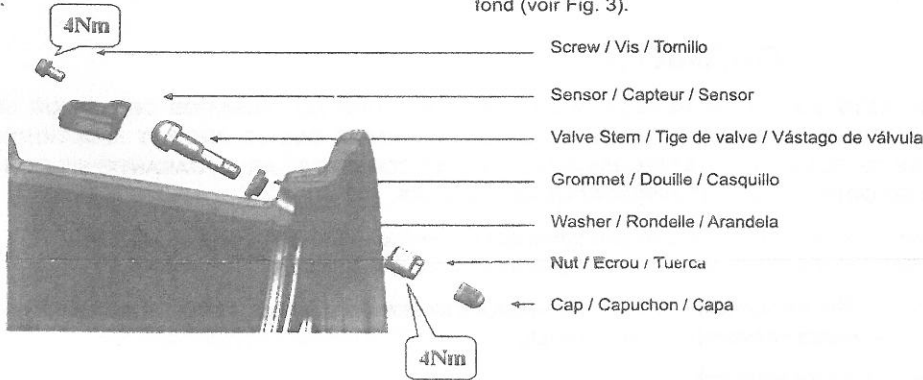 fond (voir Fig. 3).
4Nm
Screw / Vis / Tornillo
Sensor / Capteur / Sensor
Valve Stem / Tige de valve / Vástago de válvula
Grommet / Douille / Casquillo
Washer / Rondelle / Arandela
Nut / Ecrou / Tuerca
Cap / Capuchon / Capa
4Nm